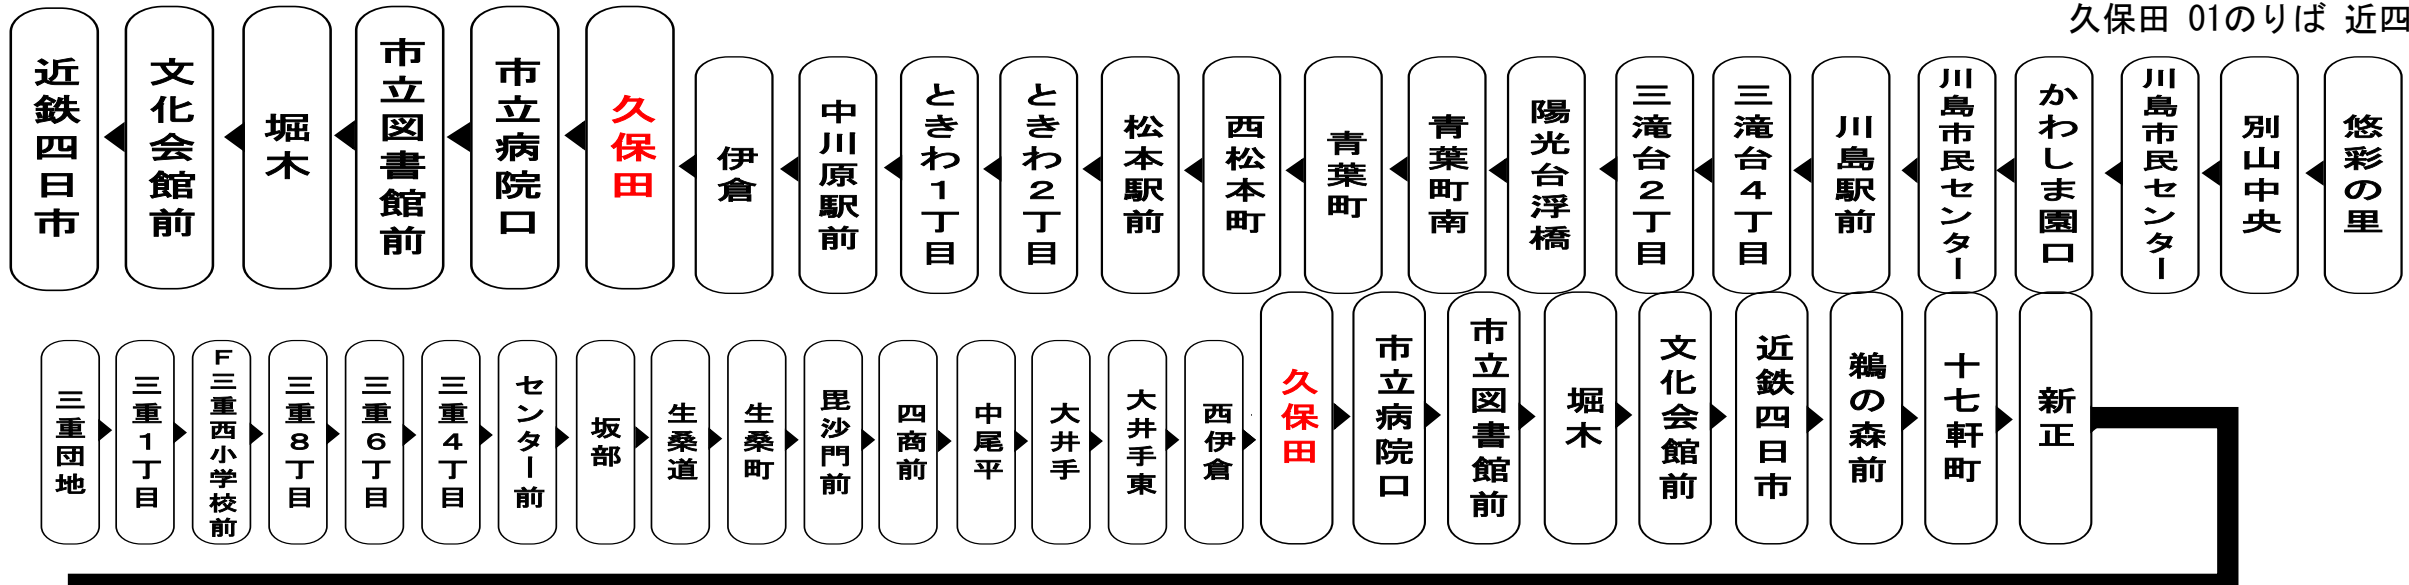 久保田 01のりば 近四
近鉄四日市
文化会館前
堀木
市立図書館前
市立病院口
久保田
伊倉
中川原駅前
ときわ1丁目
ときわ2丁目
松本駅前
西松本町
青葉町
青葉町南
陽光台浮橋
三滝台2丁目
三滝台4丁目
川島駅前
川島市民センター
かわしま園口
川島市民センター
別山中央
悠彩の里
三重団地
三重1丁目
F三重西小学校前
三重8丁目
三重6丁目
三重4丁目
センター前
坂部
生桑道
生桑町
毘沙門前
四商前
中尾平
大井手
大井手東
西伊倉
久保田
市立病院口
市立図書館前
堀木
文化会館前
近鉄四日市
鵜の森前
十七軒町
新正